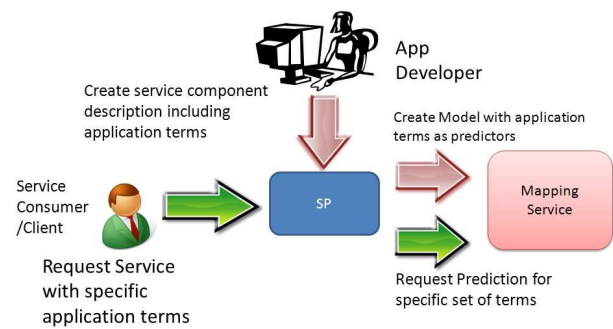 App
Developer
Create service component
description including
application terms
Create Model with application
terms as predictors
Service
Consumer
/Client
SP
Mapping
Service
Request Service
with specific
application terms
Request Prediction for
specific set of terms